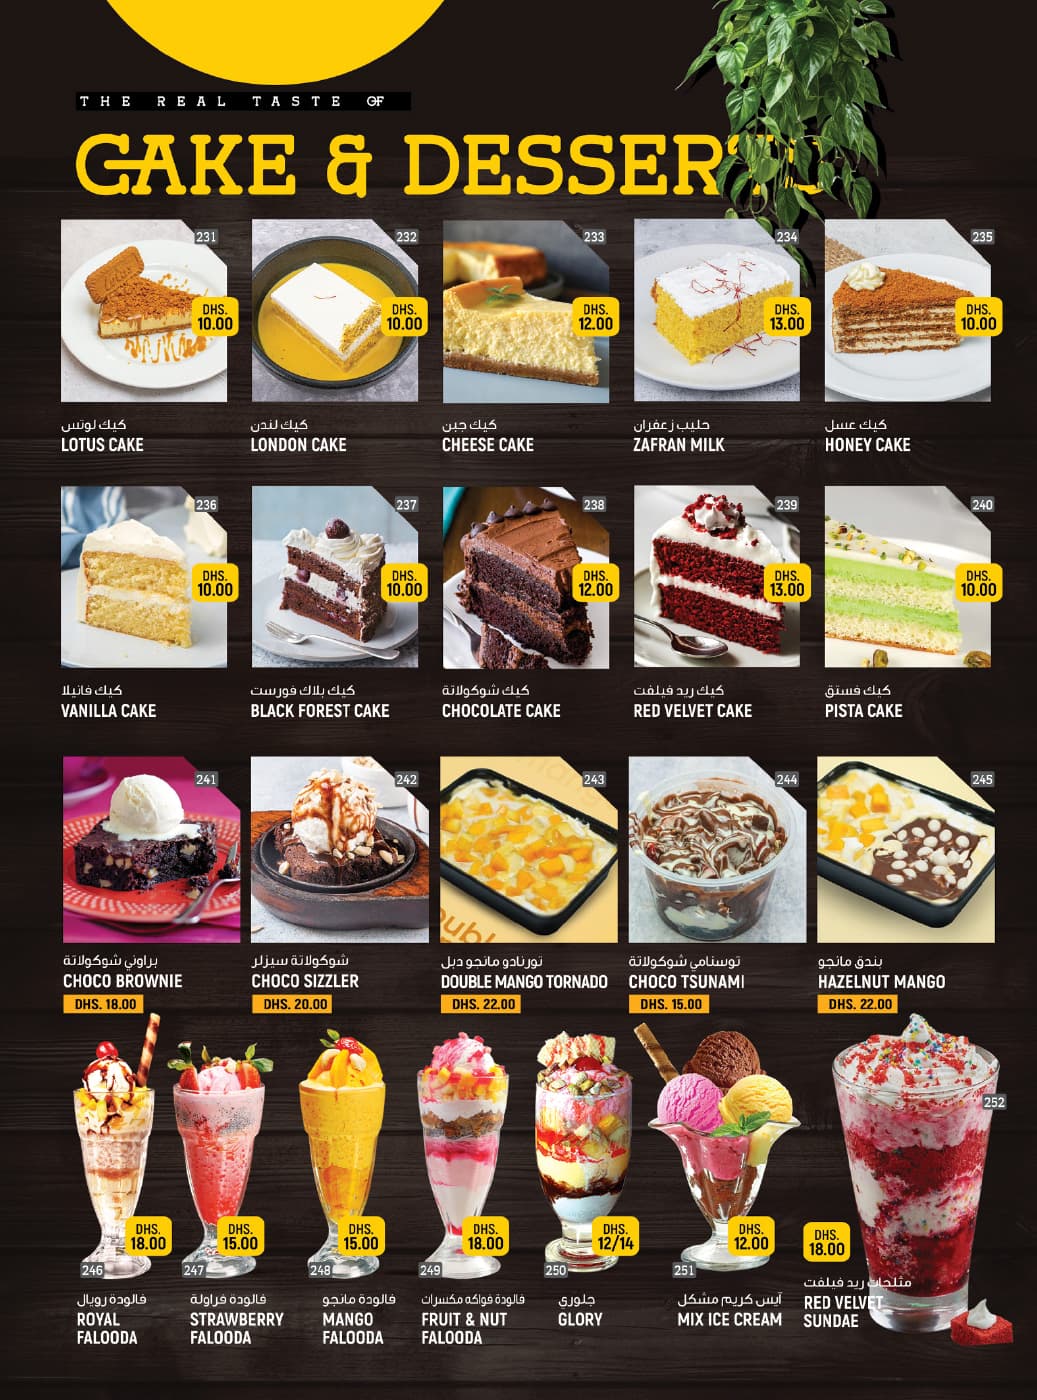 THE REAL TASTE OF
CAKE & DESSERTS
231
DHS.
10.00
كيك لوتس
LOTUS CAKE
232
DHS.
10.00
كيك لندن
LONDON CAKE
233
DHS.
12.00
كيك جبن
CHEESE CAKE
234
DHS.
13.00
حليب زعفران
ZAFRAN MILK
235
DHS.
10.00
كيك عسل
HONEY CAKE
236
DHS.
10.00
كيك فانيلا
VANILLA CAKE
237
DHS.
10.00
كيك بلاك فورست
BLACK FOREST CAKE
238
DHS.
12.00
كيك شوكولاتة
CHOCOLATE CAKE
239
DHS.
13.00
كيك ريد فيلفت
RED VELVET CAKE
240
DHS.
10.00
كيك فستق
PISTA CAKE
241
براوني شوكولاتة
CHOCO BROWNIE
DHS. 18.00
242
شوكولاتة سيزلر
CHOCO SIZZLER
DHS. 20.00
243
تورنادو مانجو دبل
DOUBLE MANGO TORNADO
DHS. 22.00
244
توسنامي شوكولاتة
CHOCO TSUNAMI
DHS. 15.00
245
بندق مانجو
HAZELNUT MANGO
DHS. 22.00
DHS.
18.00
246
فالودة رويال
ROYAL
FALOODA
DHS.
15.00
247
فالودة فراولة
STRAWBERRY
FALOODA
DHS.
15.00
248
فالودة مانجو
MANGO
FALOODA
DHS.
18.00
249
فالودة فواكه مكسرات
FRUIT & NUT
FALOODA
DHS.
12/14
250
جلوري
GLORY
DHS.
12.00
251
آيس كريم مشكل
MIX ICE CREAM
252
DHS.
18.00
مثلجات ريد فيلفت
RED VELVET
SUNDAE